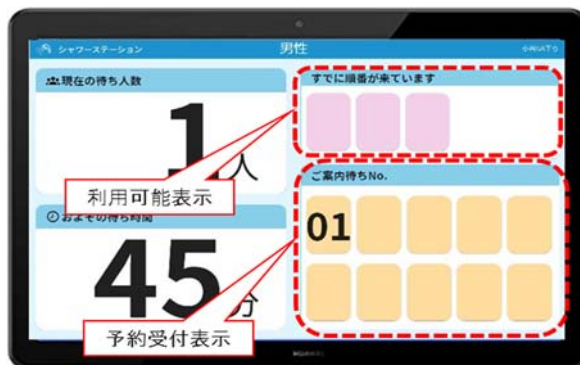 シャワーステーション
男性
現在の待ち人数
1人
すでに順番が来ています
利用可能表示
ご案内待ちNo.
01
およその待ち時間
45分
予約受付表示